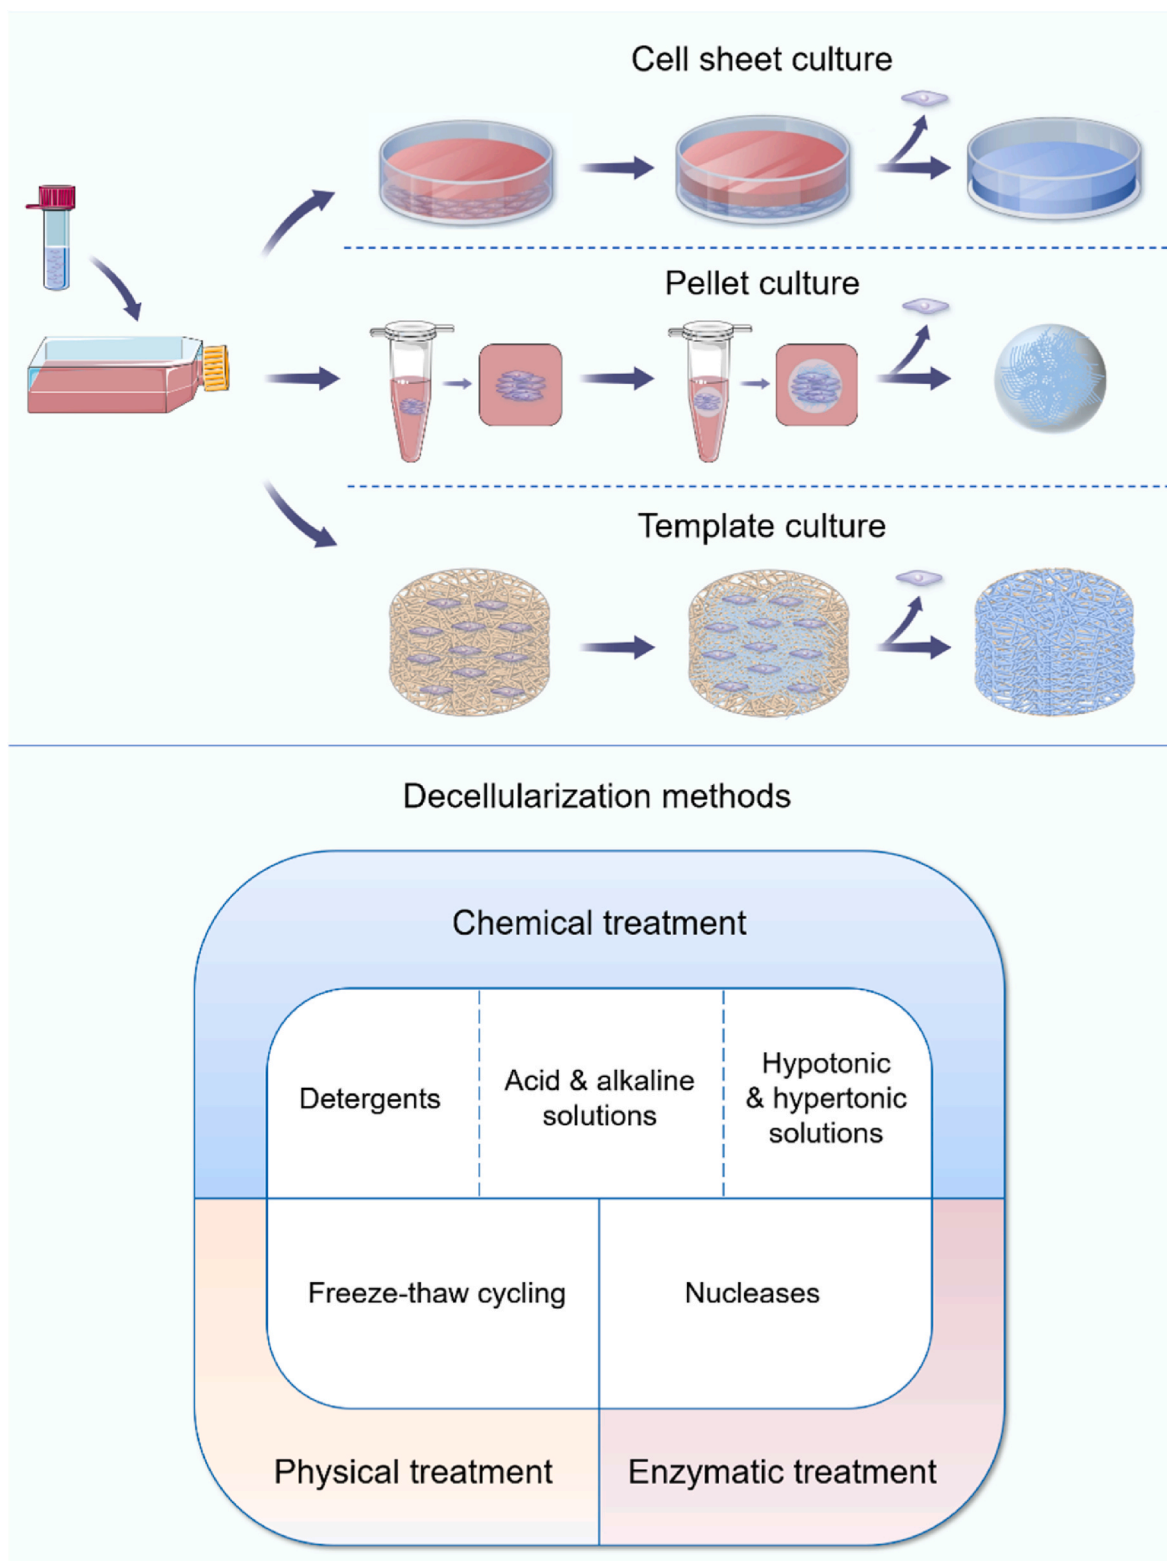 Cell sheet culture
Pellet culture
Template culture
Decellularization methods
Chemical treatment
Detergents
Acid & alkaline
solutions
Hypotonic
& hypertonic
solutions
Freeze-thaw cycling
Nucleases
Physical treatment
Enzymatic treatment